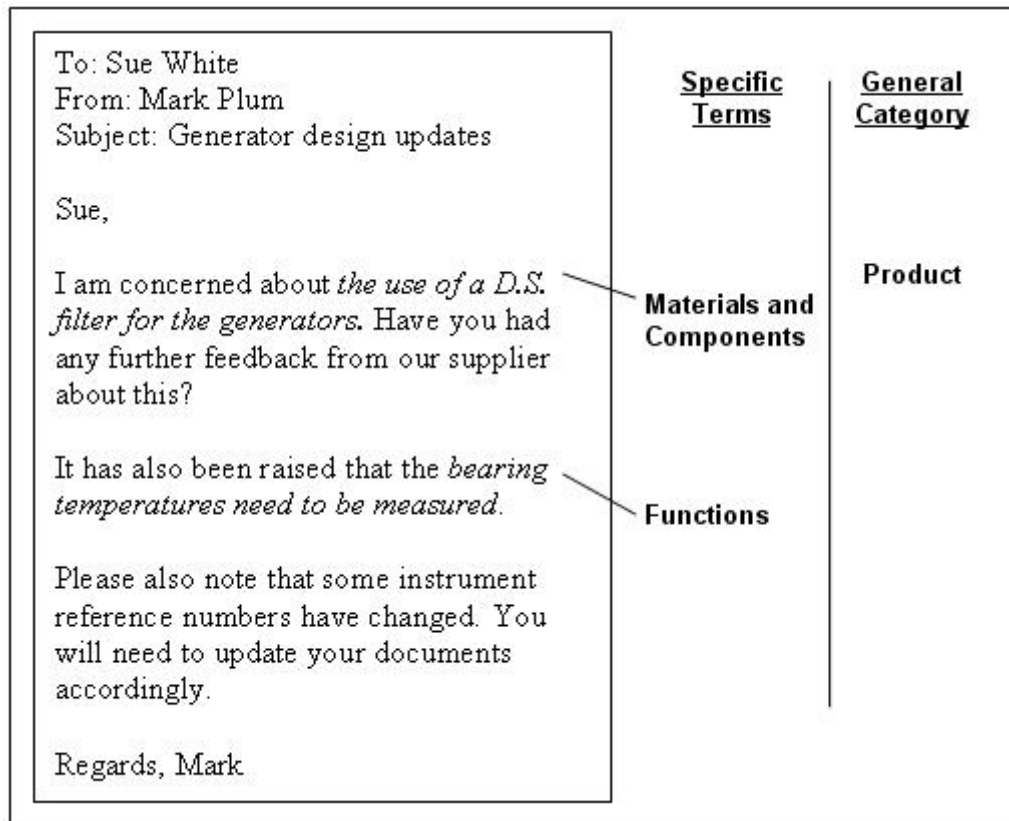 To: Sue White
From: Mark Plum
Subject: Generator design updates
Sue,
I am concerned about the use of a D.S.
filter for the generators. Have you had
any further feedback from our supplier
about this?
It has also been raised that the bearing
temperatures need to be measured.
Please also note that some instrument
reference numbers have changed. You
will need to update your documents
accordingly.
Regards, Mark
Specific
Terms
Materials and
Components
Functions
General
Category
Product